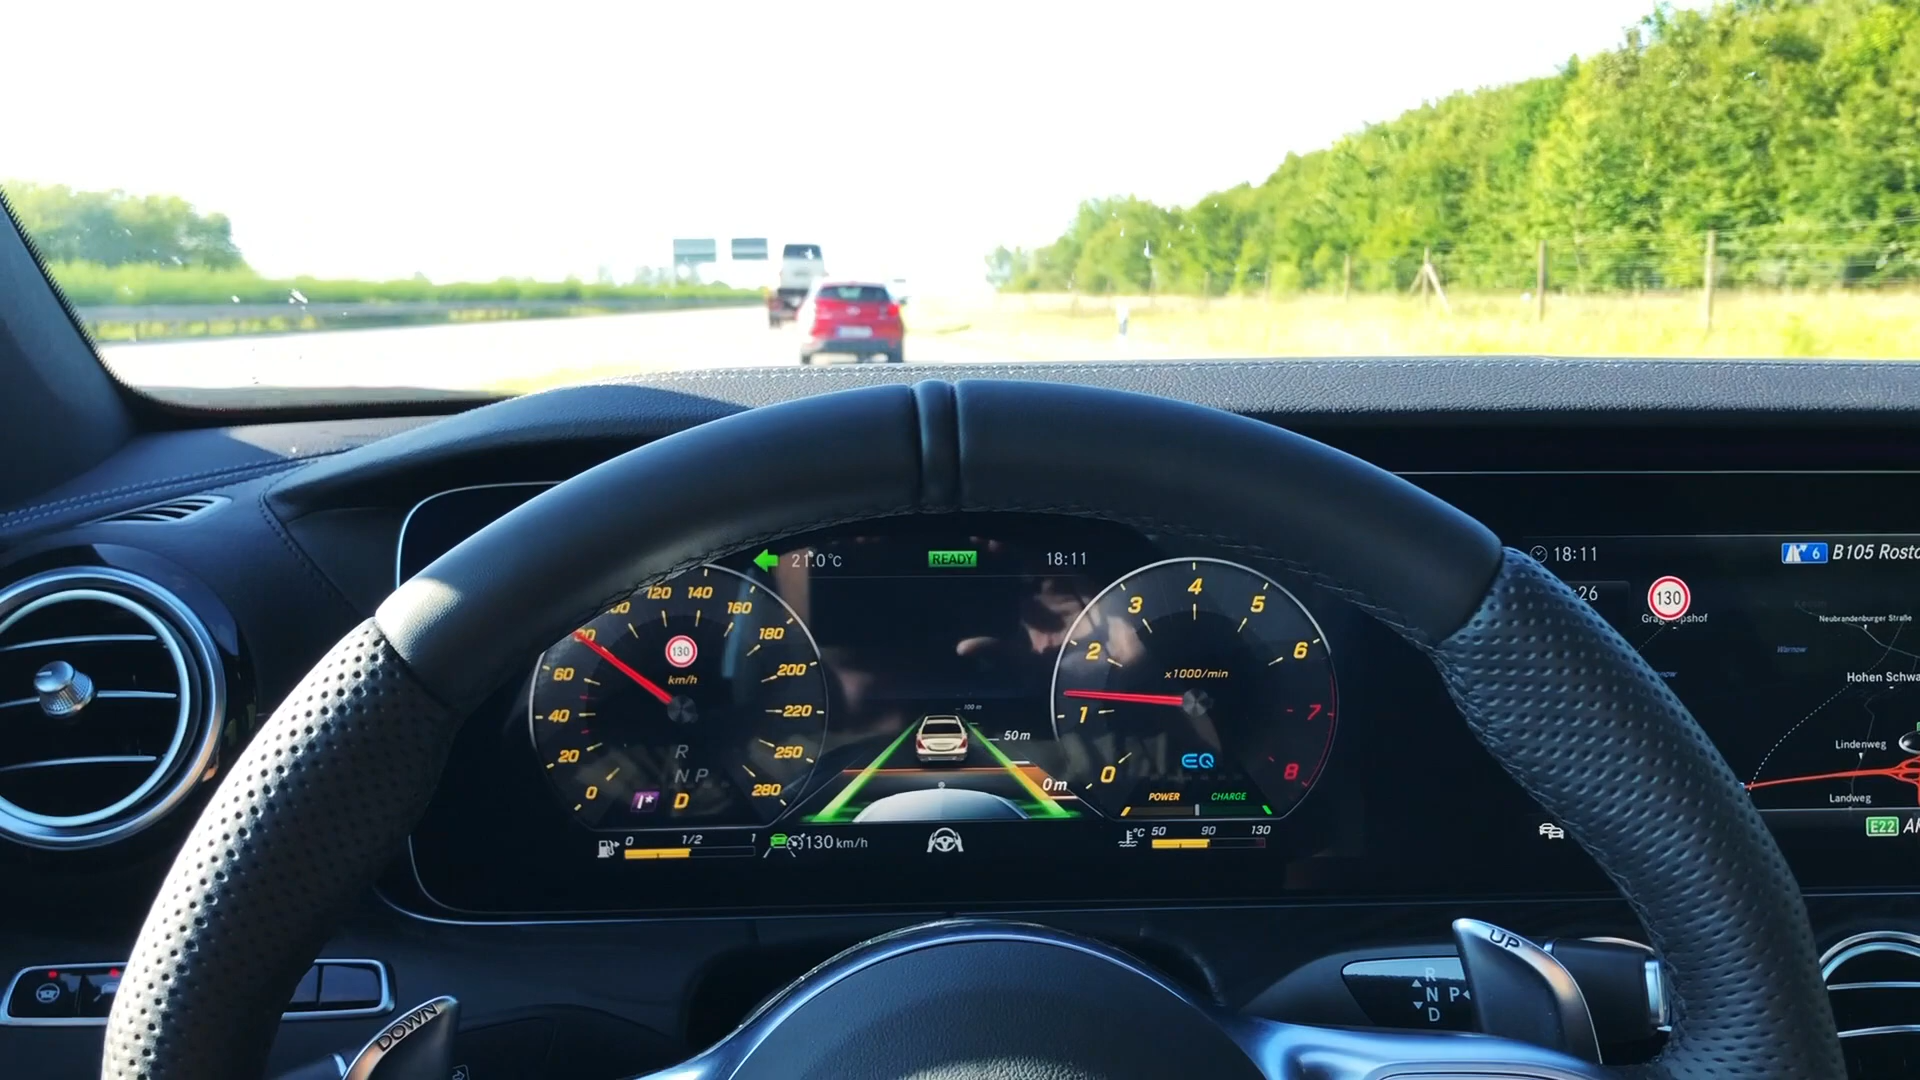 21.0°C
READY
18:11
0
20
40
60
80
120
140
160
180
200
220
250
280
130
km/h
R
N P
D
0 1/2 1
130 km/h
100 m
50 m
0 m
0
1
2
3
4
5
6
7
8
x1000/min
EQ
POWER
CHARGE
°C 50 90 130
18:11
6 B105
26
130
Neubrandenburger Straße
Warnow
Lindenweg
Landweg
E22
DOWN
UP
R
N P
D